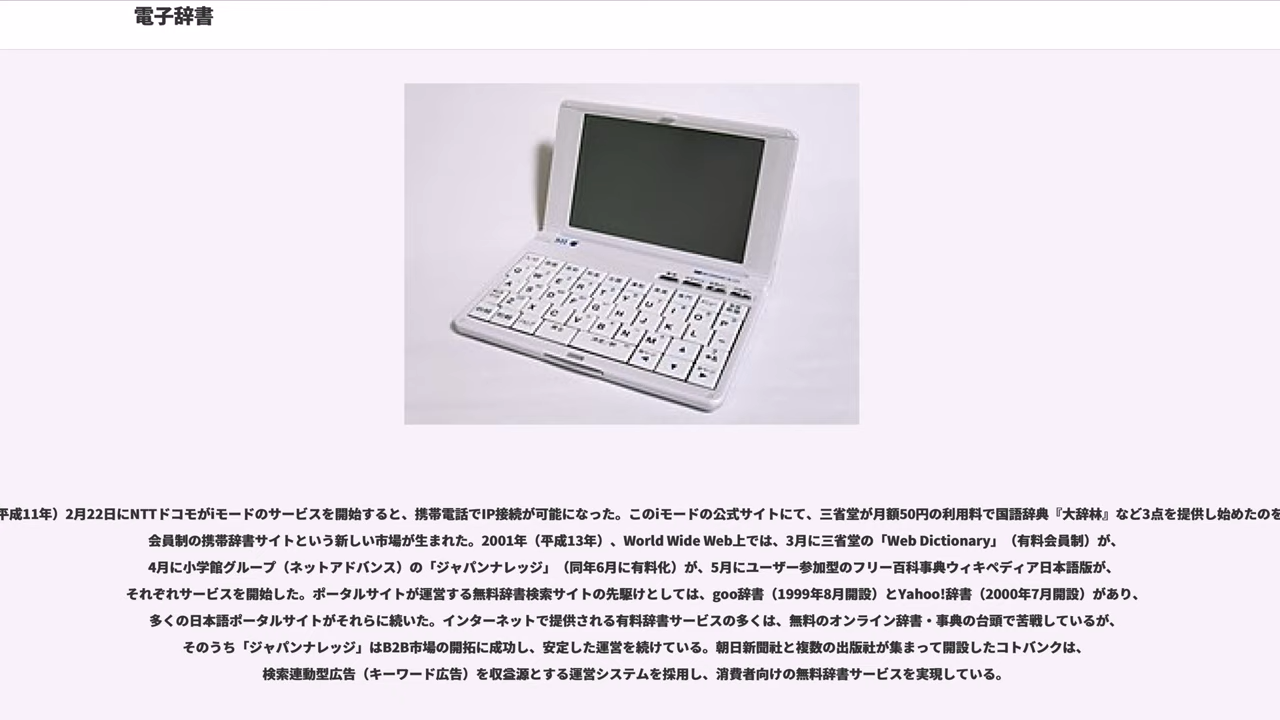 電子辞書
平成11年）2月22日にNTTドコモがiモードのサービスを開始すると、携帯電話でIP接続が可能になった。このiモードの公式サイトにて、三省堂が月額50円の利用料で国語辞典『大辞林』など3点を提供し始めたのを
会員制の携帯辞書サイトという新しい市場が生まれた。2001年（平成13年）、World Wide Web上では、3月に三省堂の「Web Dictionary」（有料会員制）が、
4月に小学館グループ（ネットアドバンス）の「ジャパンナレッジ」（同年6月に有料化）が、5月にユーザー参加型のフリー百科事典ウィキペディア日本語版が、
それぞれサービスを開始した。ポータルサイトが運営する無料辞書検索サイトの先駆けとしては、goo辞書（1999年8月開設）とYahoo!辞書（2000年7月開設）があり、
多くの日本語ポータルサイトがそれらに続いた。インターネットで提供される有料辞書サービスの多くは、無料のオンライン辞書・事典の台頭で苦戦しているが、
そのうち「ジャパンナレッジ」はB2B市場の開拓に成功し、安定した運営を続けている。朝日新聞社と複数の出版社が集まって開設したコトバンクは、
検索連動型広告（キーワード広告）を収益源とする運営システムを採用し、消費者向けの無料辞書サービスを実現している。